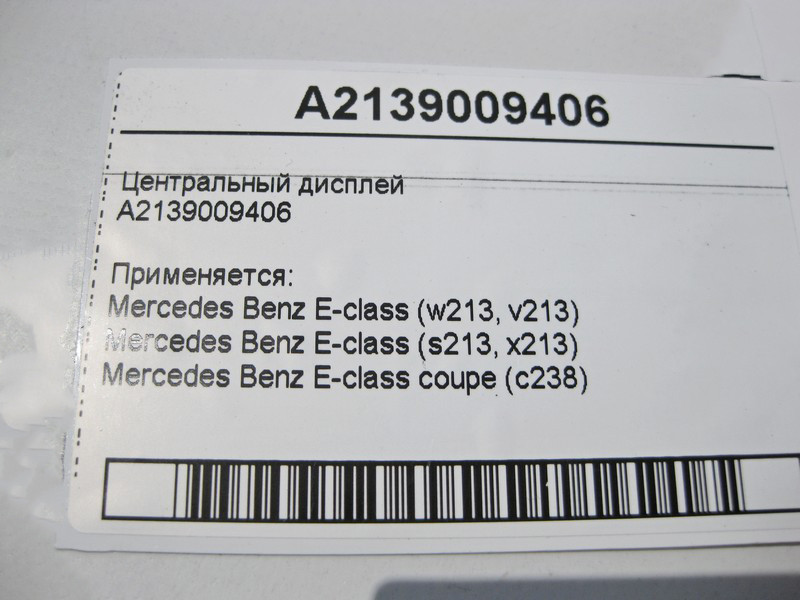 A2139009406
Центральный дисплей
A2139009406
Применяется:
Mercedes Benz E-class (w213, v213)
Mercedes Benz E-class (s213, x213)
Mercedes Benz E-class coupe (c238)